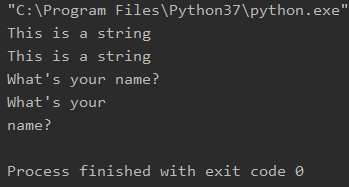 "C:\Program Files\Python37\python.exe"
This is a string
This is a string
What's your name?
What's your
name?
Process finished with exit code 0